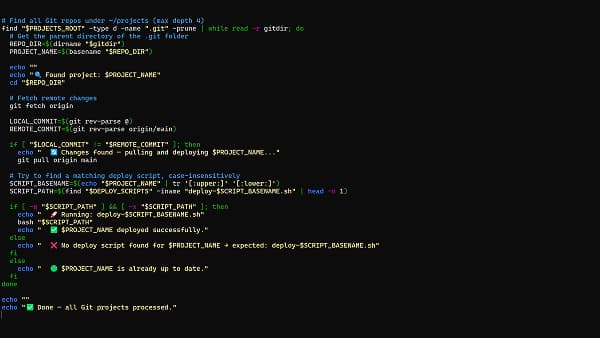 # Find all Git repos under ~/projects (max depth 4)
find "$PROJECTS_ROOT" -type d -name ".git" -prune | while read -r gitdir; do
# Get the parent directory of the .git folder
REPO_DIR=$(dirname "$gitdir")
PROJECT_NAME=$(basename "$REPO_DIR")
echo ""
echo "🔍 Found project: $PROJECT_NAME"
cd "$REPO_DIR"
# Fetch remote changes
git fetch origin
LOCAL_COMMIT=$(git rev-parse @)
REMOTE_COMMIT=$(git rev-parse origin/main)
if [ "$LOCAL_COMMIT" != "$REMOTE_COMMIT" ]; then
echo "   🔄 Changes found — pulling and deploying $PROJECT_NAME..."
git pull origin main
# Try to find a matching deploy script, case-insensitively
SCRIPT_BASENAME=$(echo "$PROJECT_NAME" | tr '[:upper:]' '[:lower:]')
SCRIPT_PATH=$(find "$DEPLOY_SCRIPTS" -iname "deploy-$SCRIPT_BASENAME.sh" | head -n 1)
if [ -n "$SCRIPT_PATH" ] && [ -x "$SCRIPT_PATH" ]; then
echo "   🚀 Running: deploy-$SCRIPT_BASENAME.sh"
bash "$SCRIPT_PATH"
echo "   ✅ $PROJECT_NAME deployed successfully."
else
echo "   ❌ No deploy script found for $PROJECT_NAME → expected: deploy-$SCRIPT_BASENAME.sh"
fi
else
echo "   🟢 $PROJECT_NAME is already up to date."
fi
done
echo ""
echo "✅ Done — all Git projects processed."